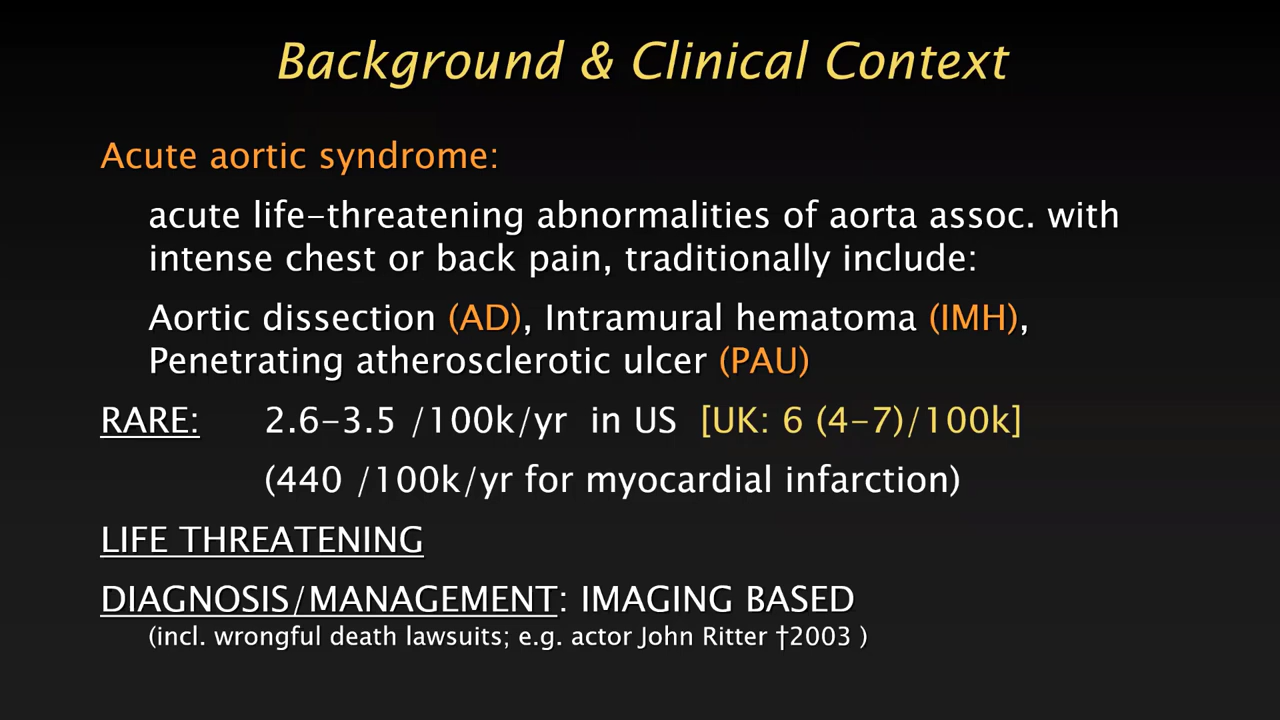 Background & Clinical Context
Acute aortic syndrome:
acute life-threatening abnormalities of aorta assoc. with
intense chest or back pain, traditionally include:
Aortic dissection (AD), Intramural hematoma (IMH),
Penetrating atherosclerotic ulcer (PAU)
RARE: 2.6-3.5 /100k/yr in US [UK: 6 (4-7)/100k]
(440 /100k/yr for myocardial infarction)
LIFE THREATENING
DIAGNOSIS/MANAGEMENT: IMAGING BASED
(incl. wrongful death lawsuits; e.g. actor John Ritter †2003 )